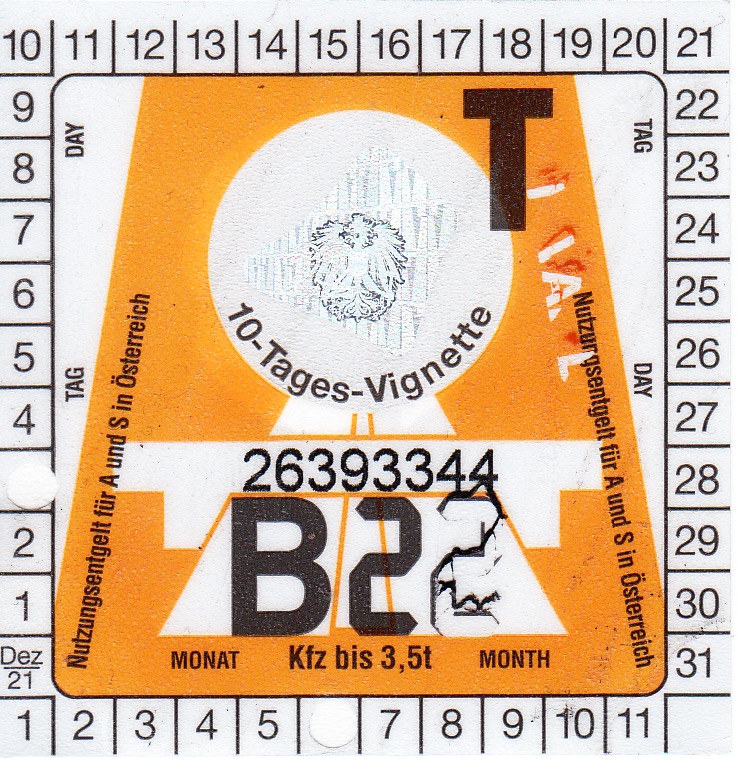 10 11 12 13 14 15 16 17 18 19 20 21
9 22
8 23
7 24
6 25
5 26
4 27
28
2 29
1 30
Dez
21
31
1 2 3 4 5 7 8 9 10 11
DAY
TAG
T
TAG
DAY
10-Tages-Vignette
Nutzungsentgelt für A und S in Österreich
Nutzungsentgelt für A und S in Österreich
26393344
B22
MONAT Kfz bis 3,5t MONTH